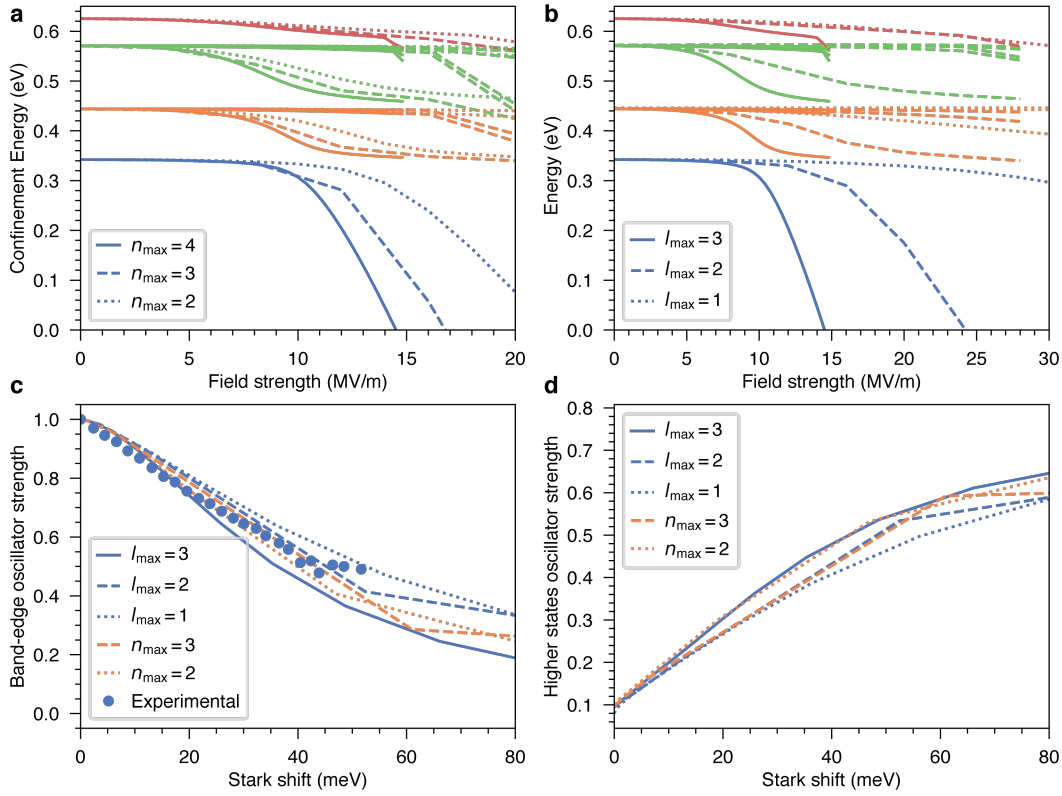 a
Confinement Energy (eV)
0.6
0.5
0.4
0.3
0.2
0.1
0.0
n_max = 4
n_max = 3
n_max = 2
0 5 10 15 20
Field strength (MV/m)
b
Energy (eV)
0.6
0.5
0.4
0.3
0.2
0.1
0.0
l_max = 3
l_max = 2
l_max = 1
0 5 10 15 20 25 30
Field strength (MV/m)
c
Band-edge oscillator strength
1.0
0.8
0.6
0.4
0.2
0.0
l_max = 3
l_max = 2
l_max = 1
n_max = 3
n_max = 2
Experimental
0 20 40 60 80
Stark shift (meV)
d
Higher states oscillator strength
0.8
0.7
0.6
0.5
0.4
0.3
0.2
0.1
l_max = 3
l_max = 2
l_max = 1
n_max = 3
n_max = 2
0 20 40 60 80
Stark shift (meV)